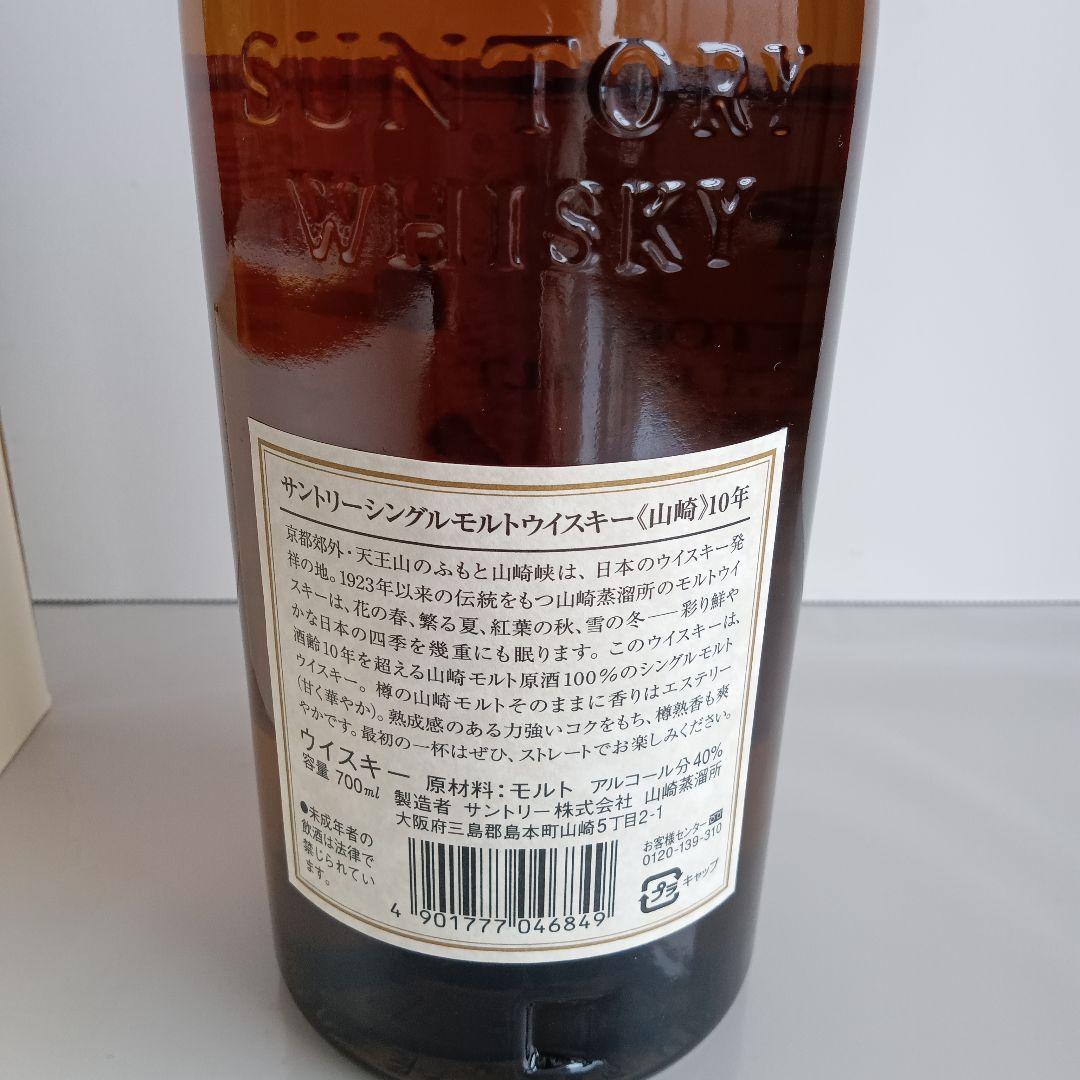 SUNTORY
WHISKY
サントリーシングルモルトウイスキー《山崎》10年
京都郊外・天王山のふもと山崎峡は、日本のウイスキー発
祥の地。1923年以来の伝統をもつ山崎蒸溜所のモルトウイ
スキーは、花の春、繁る夏、紅葉の秋、雪の冬——彩り鮮や
かな日本の四季を幾重にも眠ります。このウイスキーは、
酒齢10年を超える山崎モルト原酒100%のシングルモルト
ウイスキー。樽の山崎モルトそのままに香りはエステリー
(甘く華やか)。熟成感のある力強いコクをもち、樽熟香も爽
やかです。最初の一杯はぜひ、ストレートでお楽しみください。
ウイスキー 原材料:モルト アルコール分40%
容量 700ml 製造者 サントリー株式会社 山崎蒸溜所
大阪府三島郡島本町山崎5丁目2-1
●未成年者の
飲酒は法律で
禁じられてい
ます。
お客様センター
0120-139-310
プラ キャップ
4 901777 046849